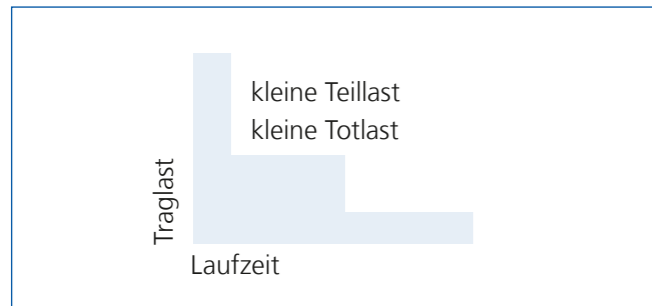 kleine Teillast
kleine Totlast
Traglast
Laufzeit